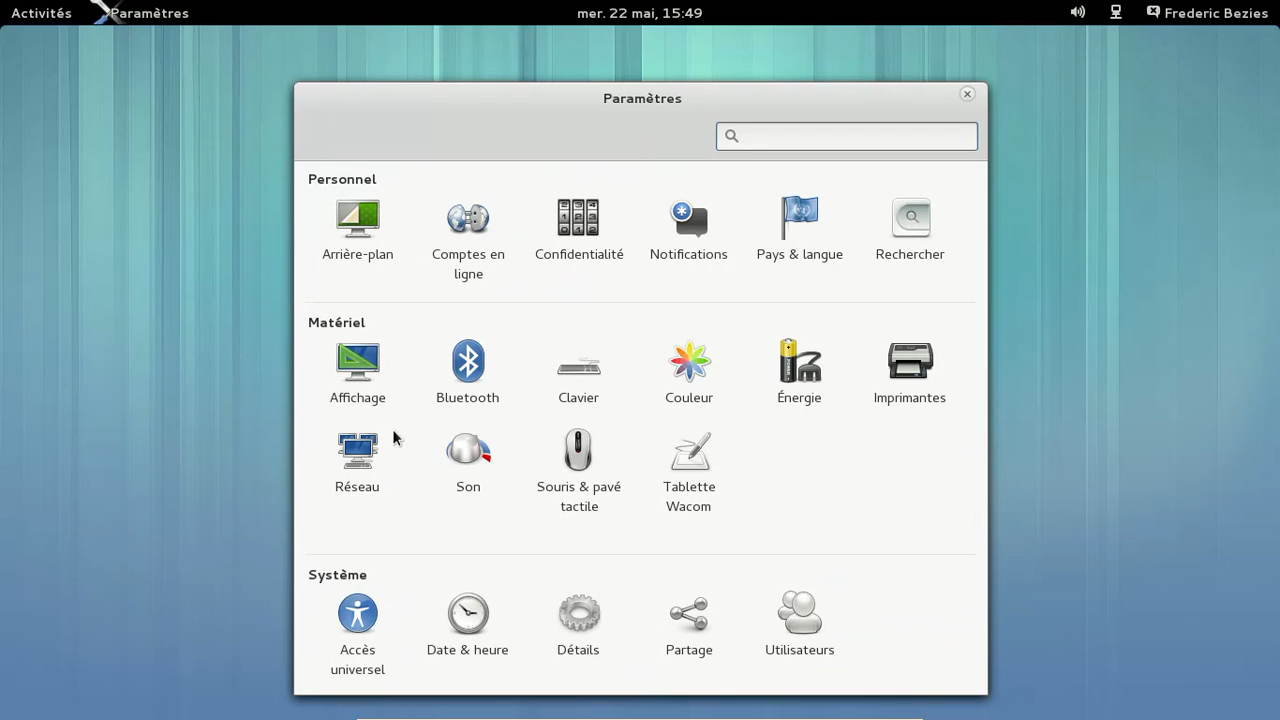 Activités Paramètres mer. 22 mai, 15:49 Frederic Bezies
Paramètres
Personnel
Arrière-plan Comptes en ligne Confidentialité Notifications Pays & langue Rechercher
Matériel
Affichage Bluetooth Clavier Couleur Énergie Imprimantes
Réseau Son Souris & pavé tactile Tablette Wacom
Système
Accès universel Date & heure Détails Partage Utilisateurs